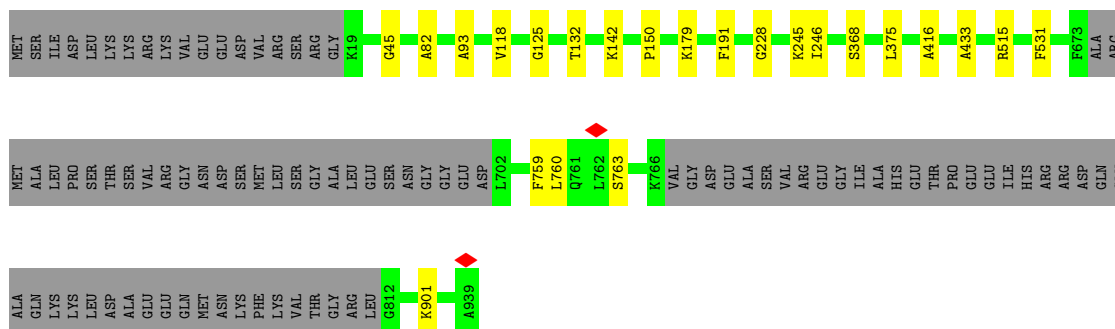 MET SER ILE ASP LEU LYS LYS ARG LYS VAL GLU GLU ASP VAL ARG SER ARG GLY K19 G45 A82 A93 V118 G125 T132 K142 P150 K179 F191 G228 K245 I246 S368 L375 A416 A433 R515 F531 F673 ALA ARG
MET ALA LEU PRO SER THR SER VAL ARG GLY ASN ASP SER MET LEU SER GLY ALA LEU GLU SER ASN GLY GLY GLU ASP L702 F759 L760 Q761 L762 S763 K766 VAL GLY ASP GLU ALA SER VAL ARG GLU GLY ILE ALA HIS GLU THR PRO GLU GLU ILE HIS ARG ARG ASP GLN
ALA GLN LYS LYS LEU ASP ALA GLU GLU GLN MET ASN LYS PHE LYS VAL THR GLY ARG LEU G812 K901 A939